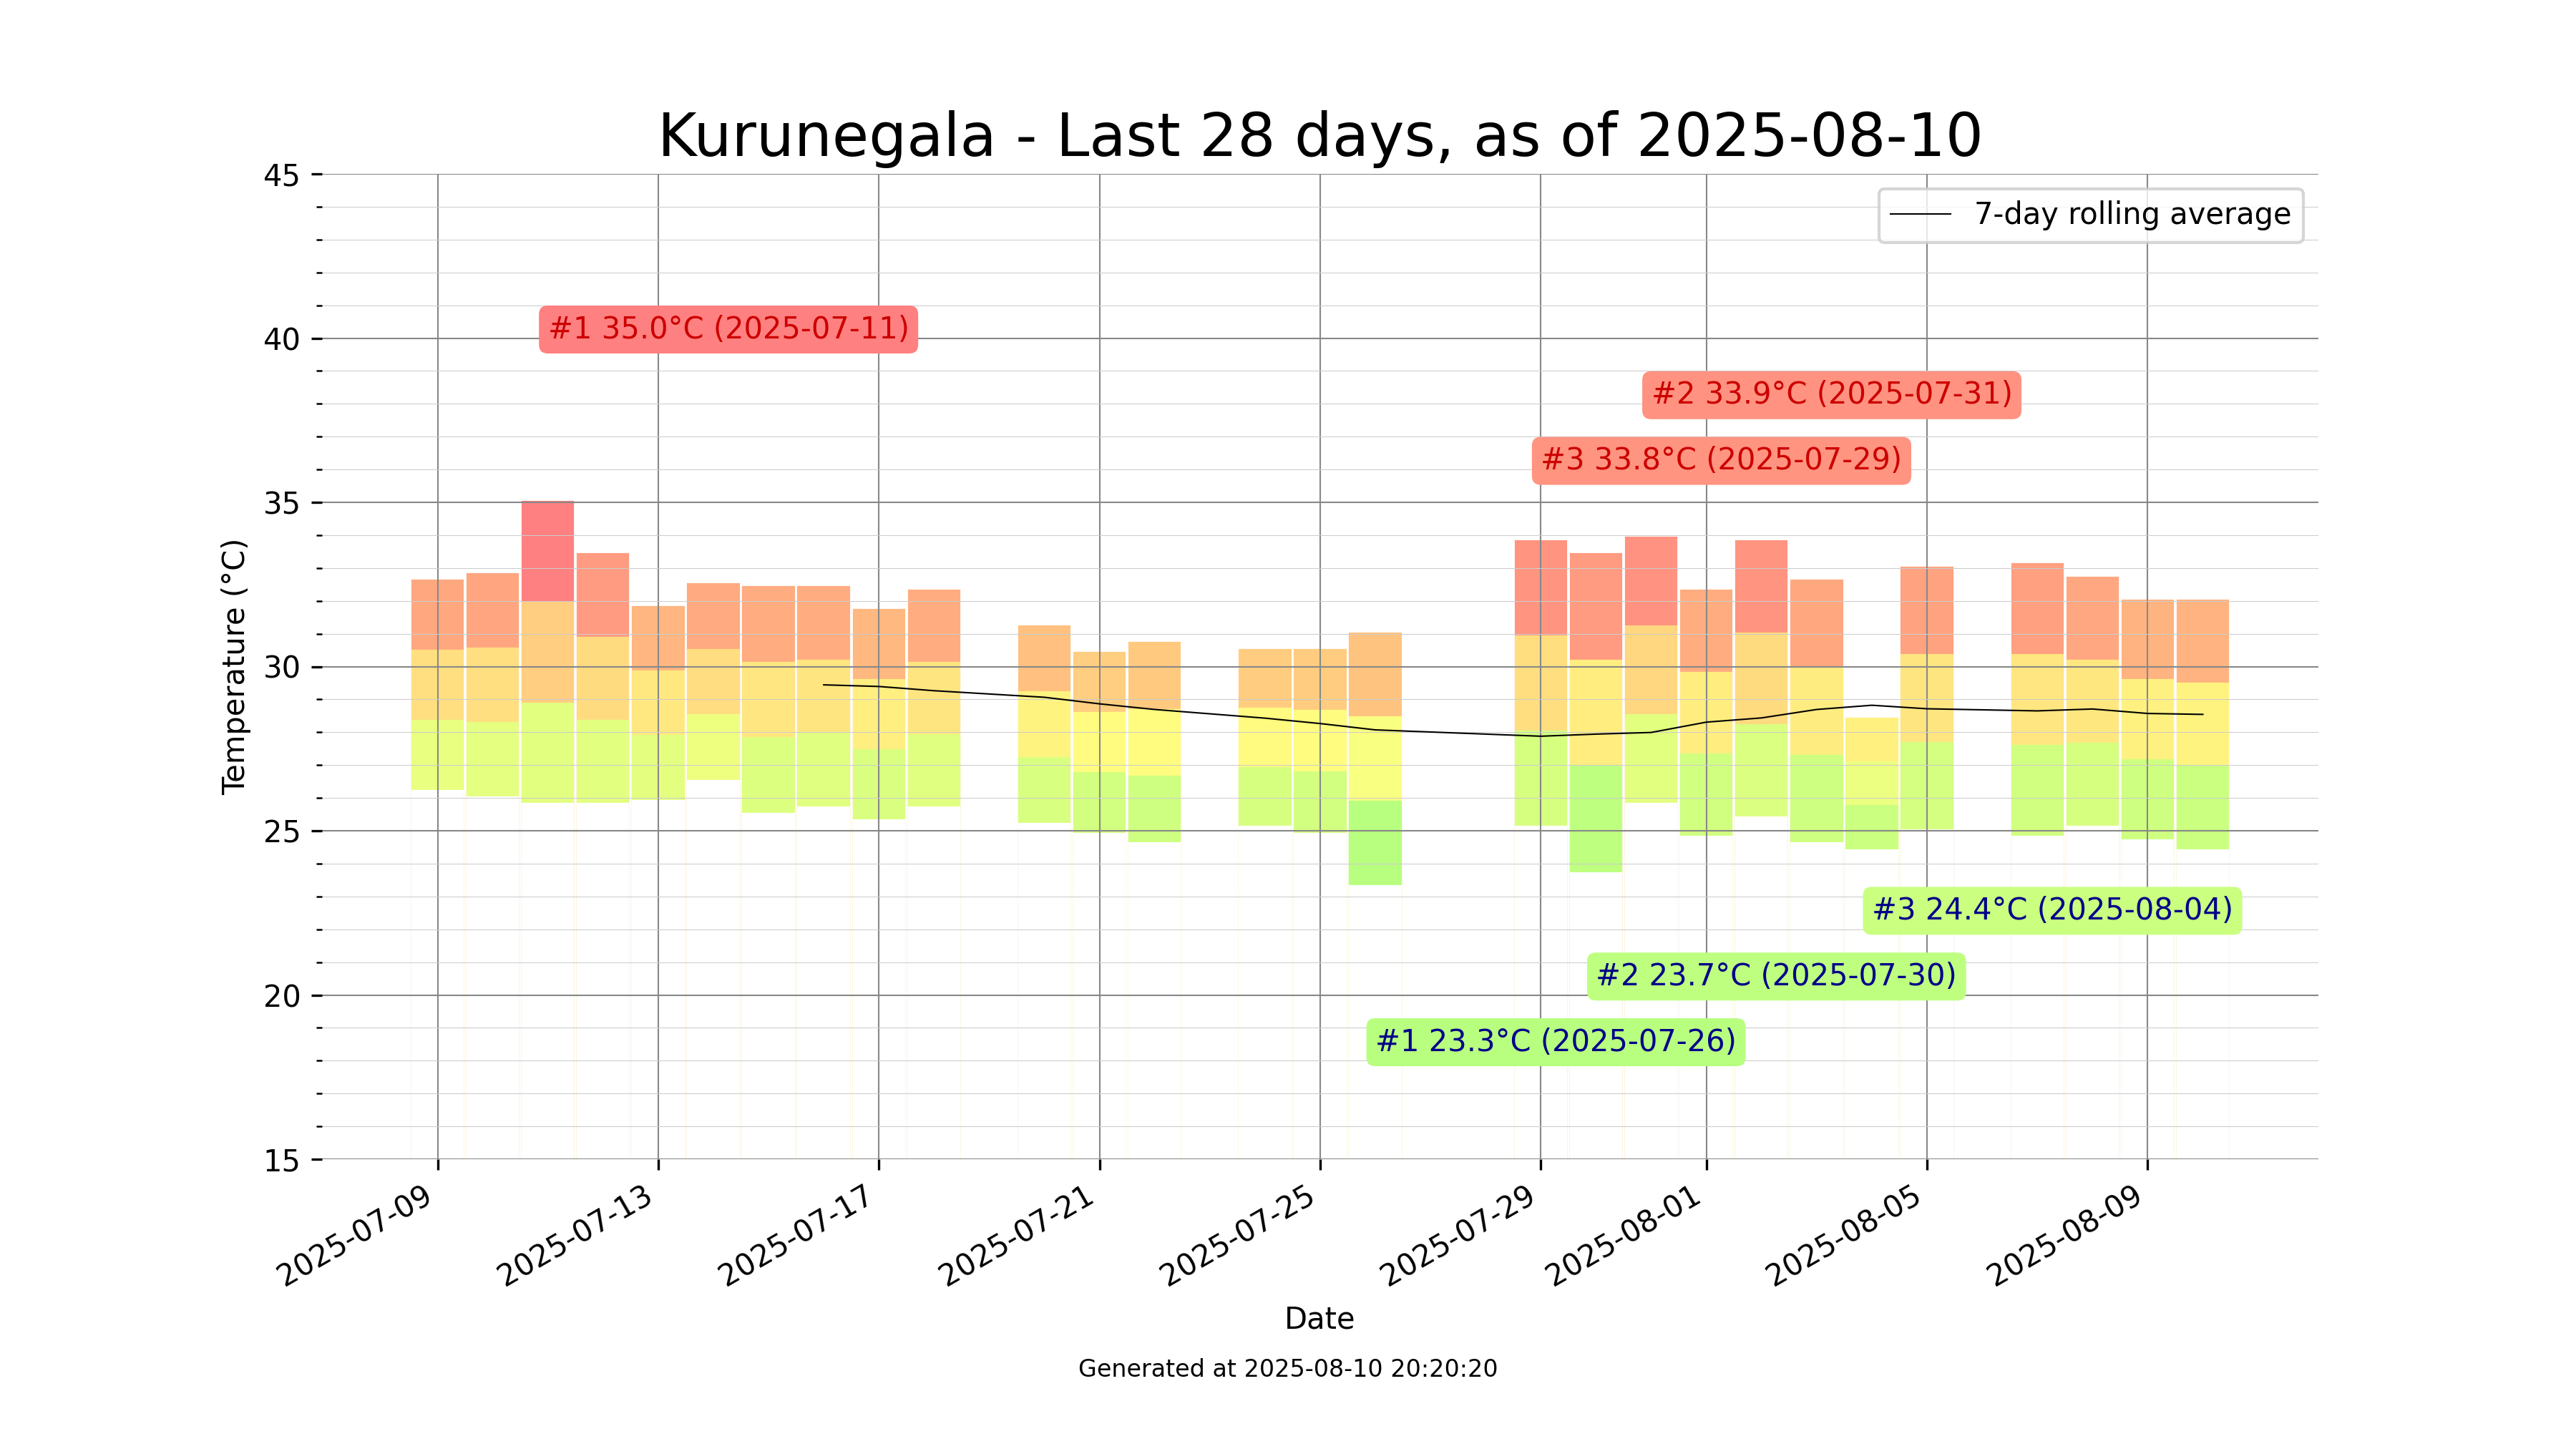 Kurunegala - Last 28 days, as of 2025-08-10
7-day rolling average
#1 35.0°C (2025-07-11)
#2 33.9°C (2025-07-31)
#3 33.8°C (2025-07-29)
#3 24.4°C (2025-08-04)
#2 23.7°C (2025-07-30)
#1 23.3°C (2025-07-26)
Temperature (°C)
45
40
35
30
25
20
15
2025-07-09
2025-07-13
2025-07-17
2025-07-21
2025-07-25
2025-07-29
2025-08-01
2025-08-05
2025-08-09
Date
Generated at 2025-08-10 20:20:20